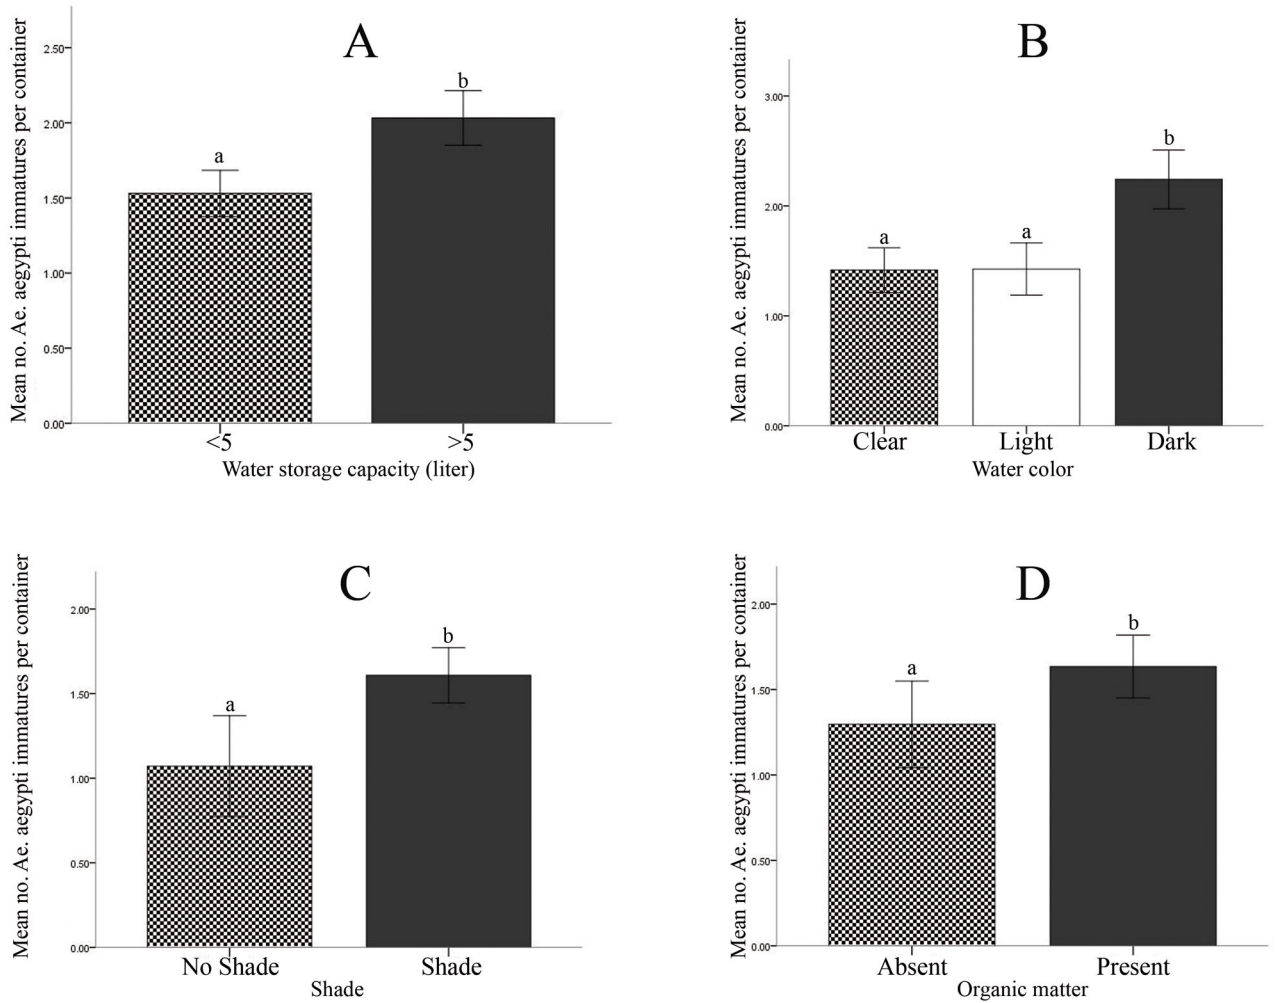 A
Mean no. Ae. aegypti immatures per container
2.50
2.00
1.50
1.00
0.50
0.00
a
b
<5
>5
Water storage capacity (liter)
B
Mean no. Ae. aegypti immatures per container
3.00
2.00
1.00
0.00
a
a
b
Clear
Light
Dark
Water color
C
Mean no. Ae. aegypti immatures per container
2.00
1.50
1.00
0.50
0.00
a
b
No Shade
Shade
Shade
D
Mean no. Ae. aegypti immatures per container
2.00
1.50
1.00
0.50
0.00
a
b
Absent
Present
Organic matter